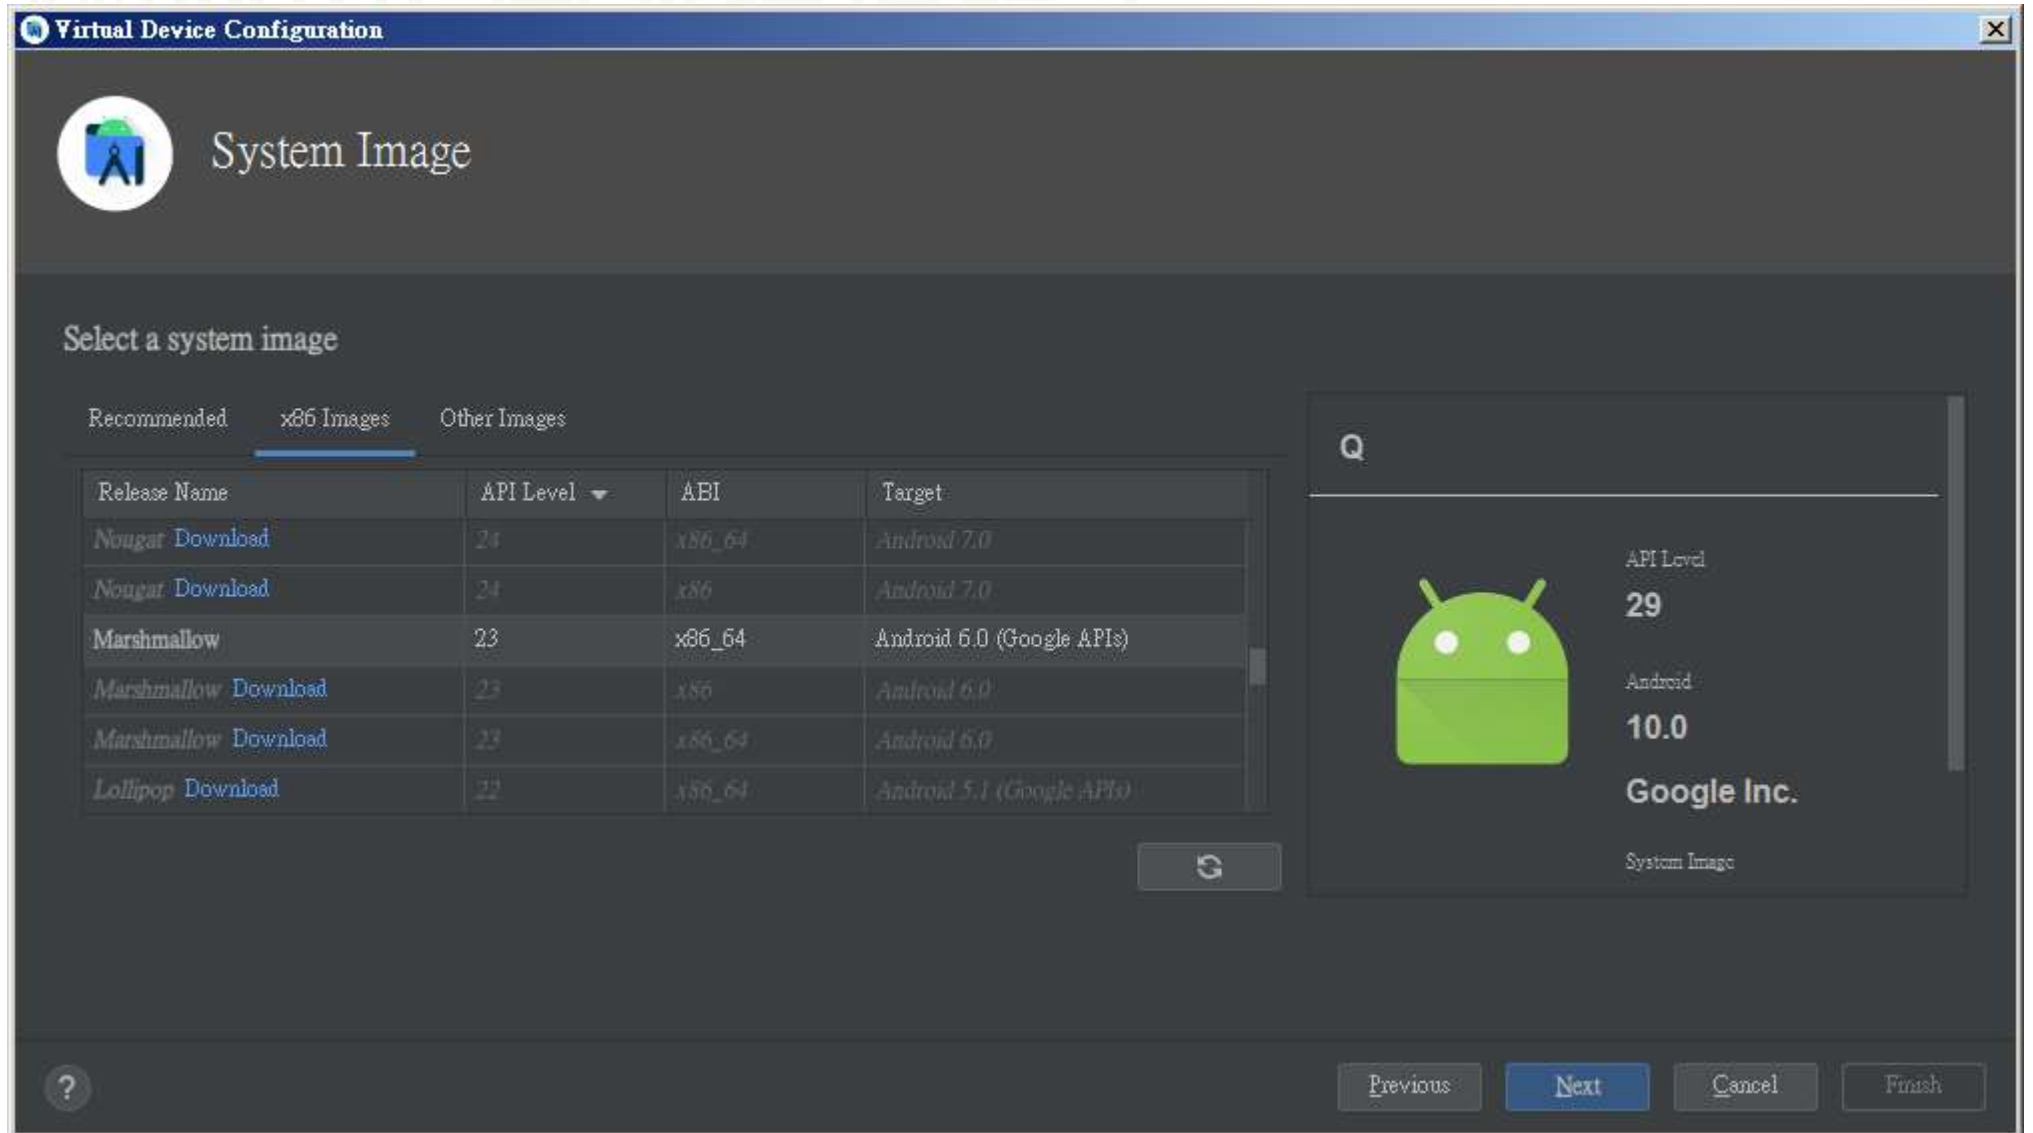 Virtual Device Configuration
System Image
Select a system image
Recommended x86 Images Other Images
Release Name API Level ABI Target
Nougat Download 24 x86_64 Android 7.0
Nougat Download 24 x86 Android 7.0
Marshmallow 23 x86_64 Android 6.0 (Google APIs)
Marshmallow Download 23 x86 Android 6.0
Marshmallow Download 23 x86_64 Android 6.0
Lollipop Download 22 x86_64 Android 5.1 (Google APIs)
Q
API Level
29
Android
10.0
Google Inc.
System Image
? Previous Next Cancel Finish